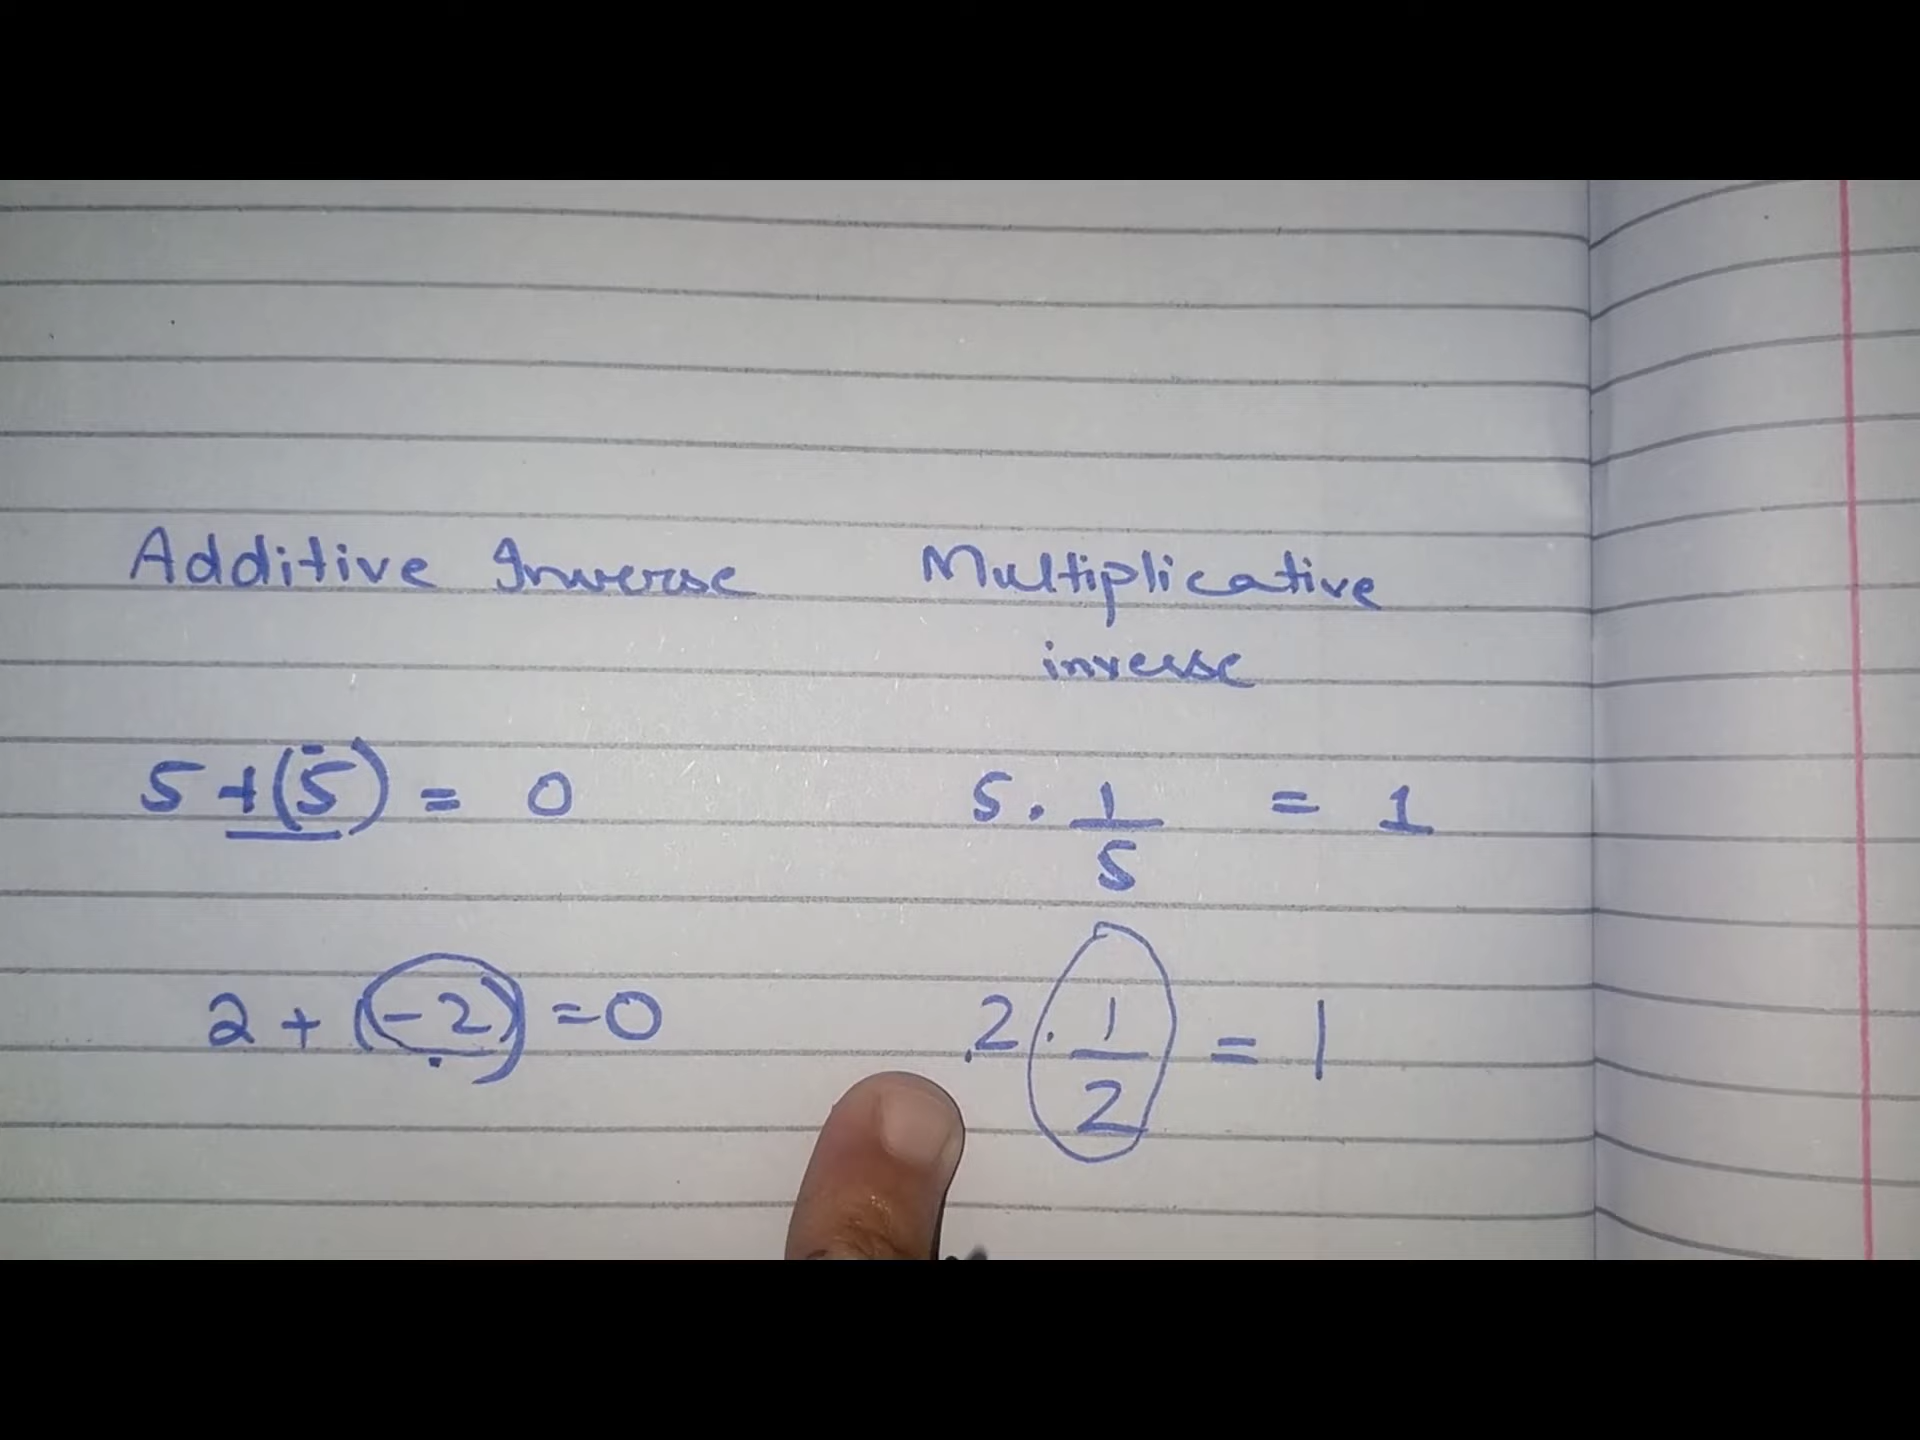 Additive Inverse Multiplicative
inverse
5 + (-5) = 0 5 . 1/5 = 1
2 + (-2) = 0 2 . 1/2 = 1